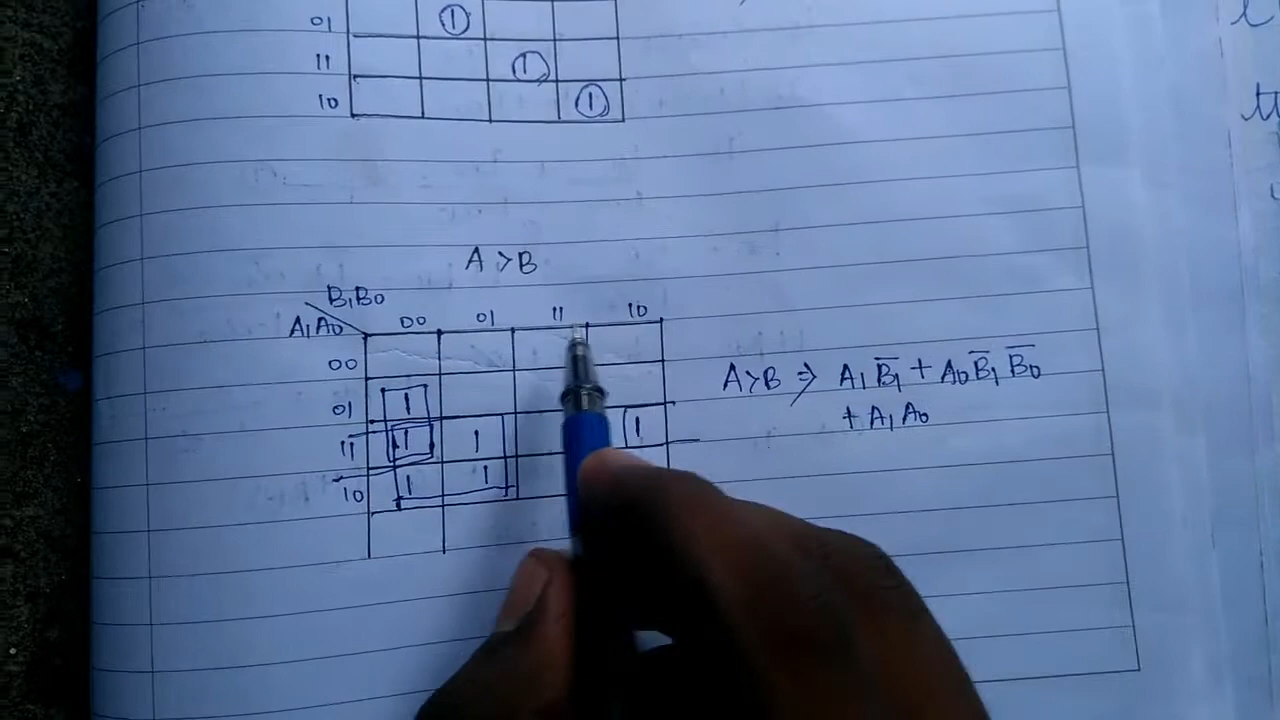 01 ①
11 ①
10 ①
A >B
B₁B₀
A₁A₀ 00 01 11 10
00
01 1
11 1 1 1
10 1 1
A>B ⇒ A₁B̅₁ + A₀B̅₁B̅₀
+ A₁A₀